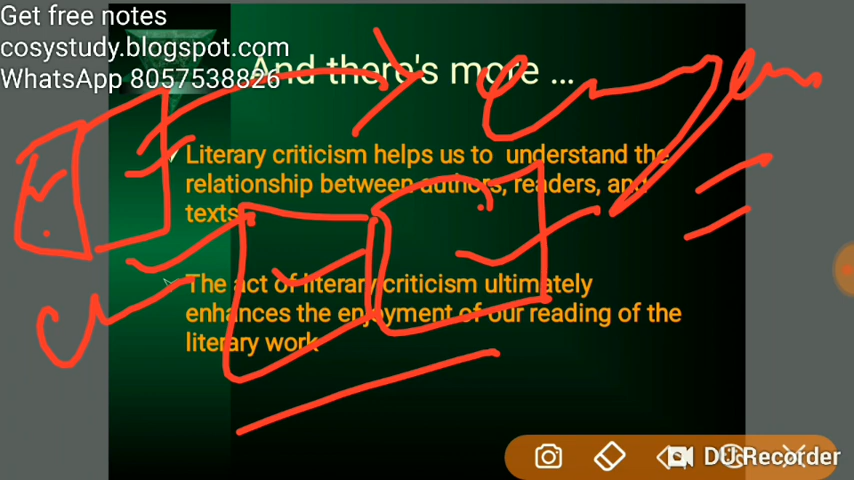 Get free notes
cosystudy.blogspot.com
WhatsApp 8057538826
And there's more ...
Literary criticism helps us to understand the
relationship between authors, readers, and
texts
The act of literary criticism ultimately
enhances the enjoyment of our reading of the
literary work
DU Recorder